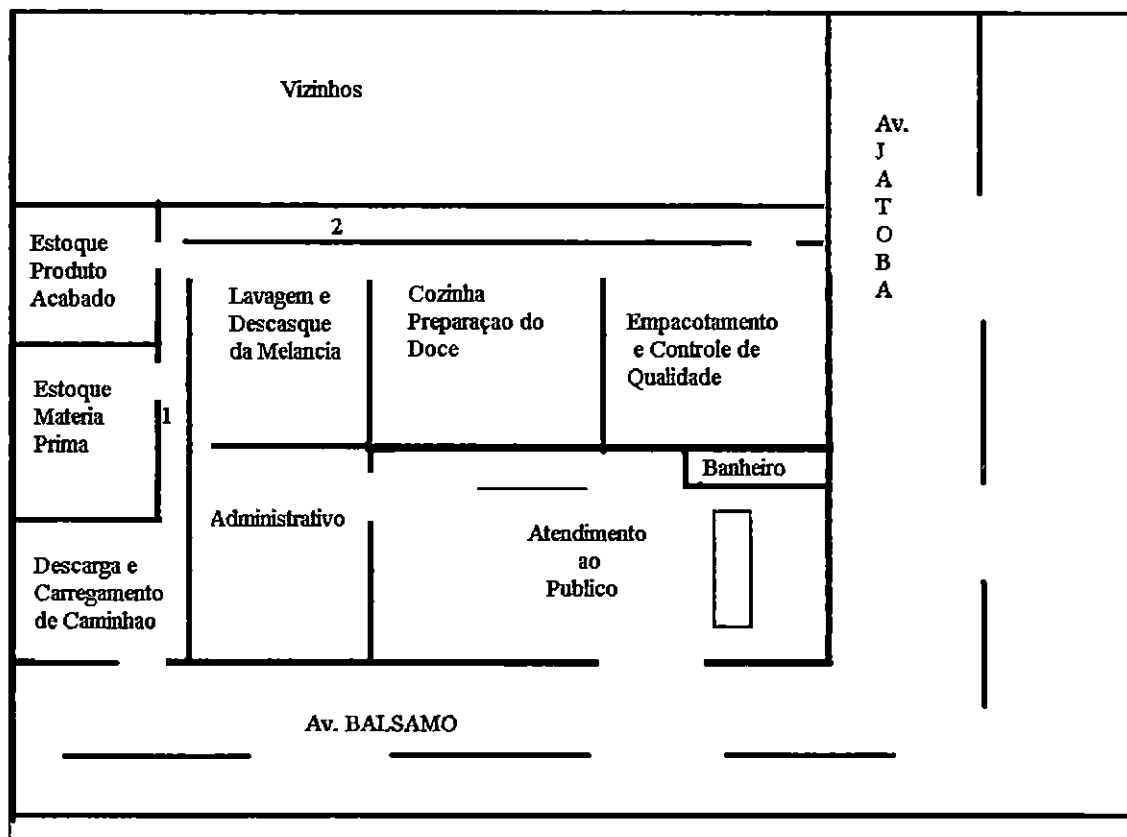 Vizinhos
Av.
J
A
T
O
B
A
2
Estoque
Produto
Acabado
Lavagem e
Descasque
da Melancia
Cozinha
Preparaçao do
Doce
Empacotamento
e Controle de
Qualidade
Estoque
Materia
Prima
1
Banheiro
Administrativo
Atendimento
ao
Publico
Descarga e
Carregamento
de Caminhao
Av. BALSAMO